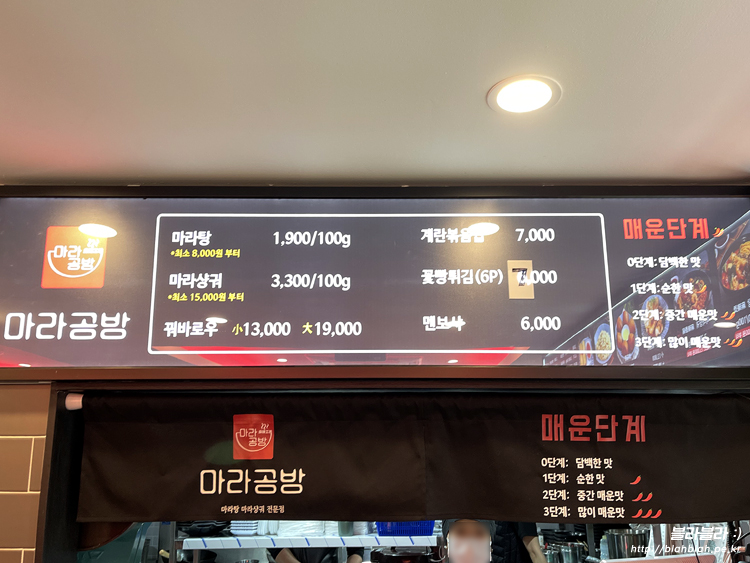 마라
공방
마라공방
마라탕 1,900/100g
*최소 8,000원 부터
마라샹궈 3,300/100g
*최소 15,000원 부터
꿔바로우 小13,000 大19,000
계란볶음밥 7,000
꽃빵튀김(6P) 7,000
멘보샤 6,000
매운단계
0단계: 담백한 맛
1단계: 순한 맛
2단계: 중간 매운맛
3단계: 많이 매운맛
마라
공방
마라공방
마라탕 마라샹궈 전문점
매운단계
0단계: 담백한 맛
1단계: 순한 맛
2단계: 중간 매운맛
3단계: 많이 매운맛
블라블라 :)
http://blahblah.pe.kr